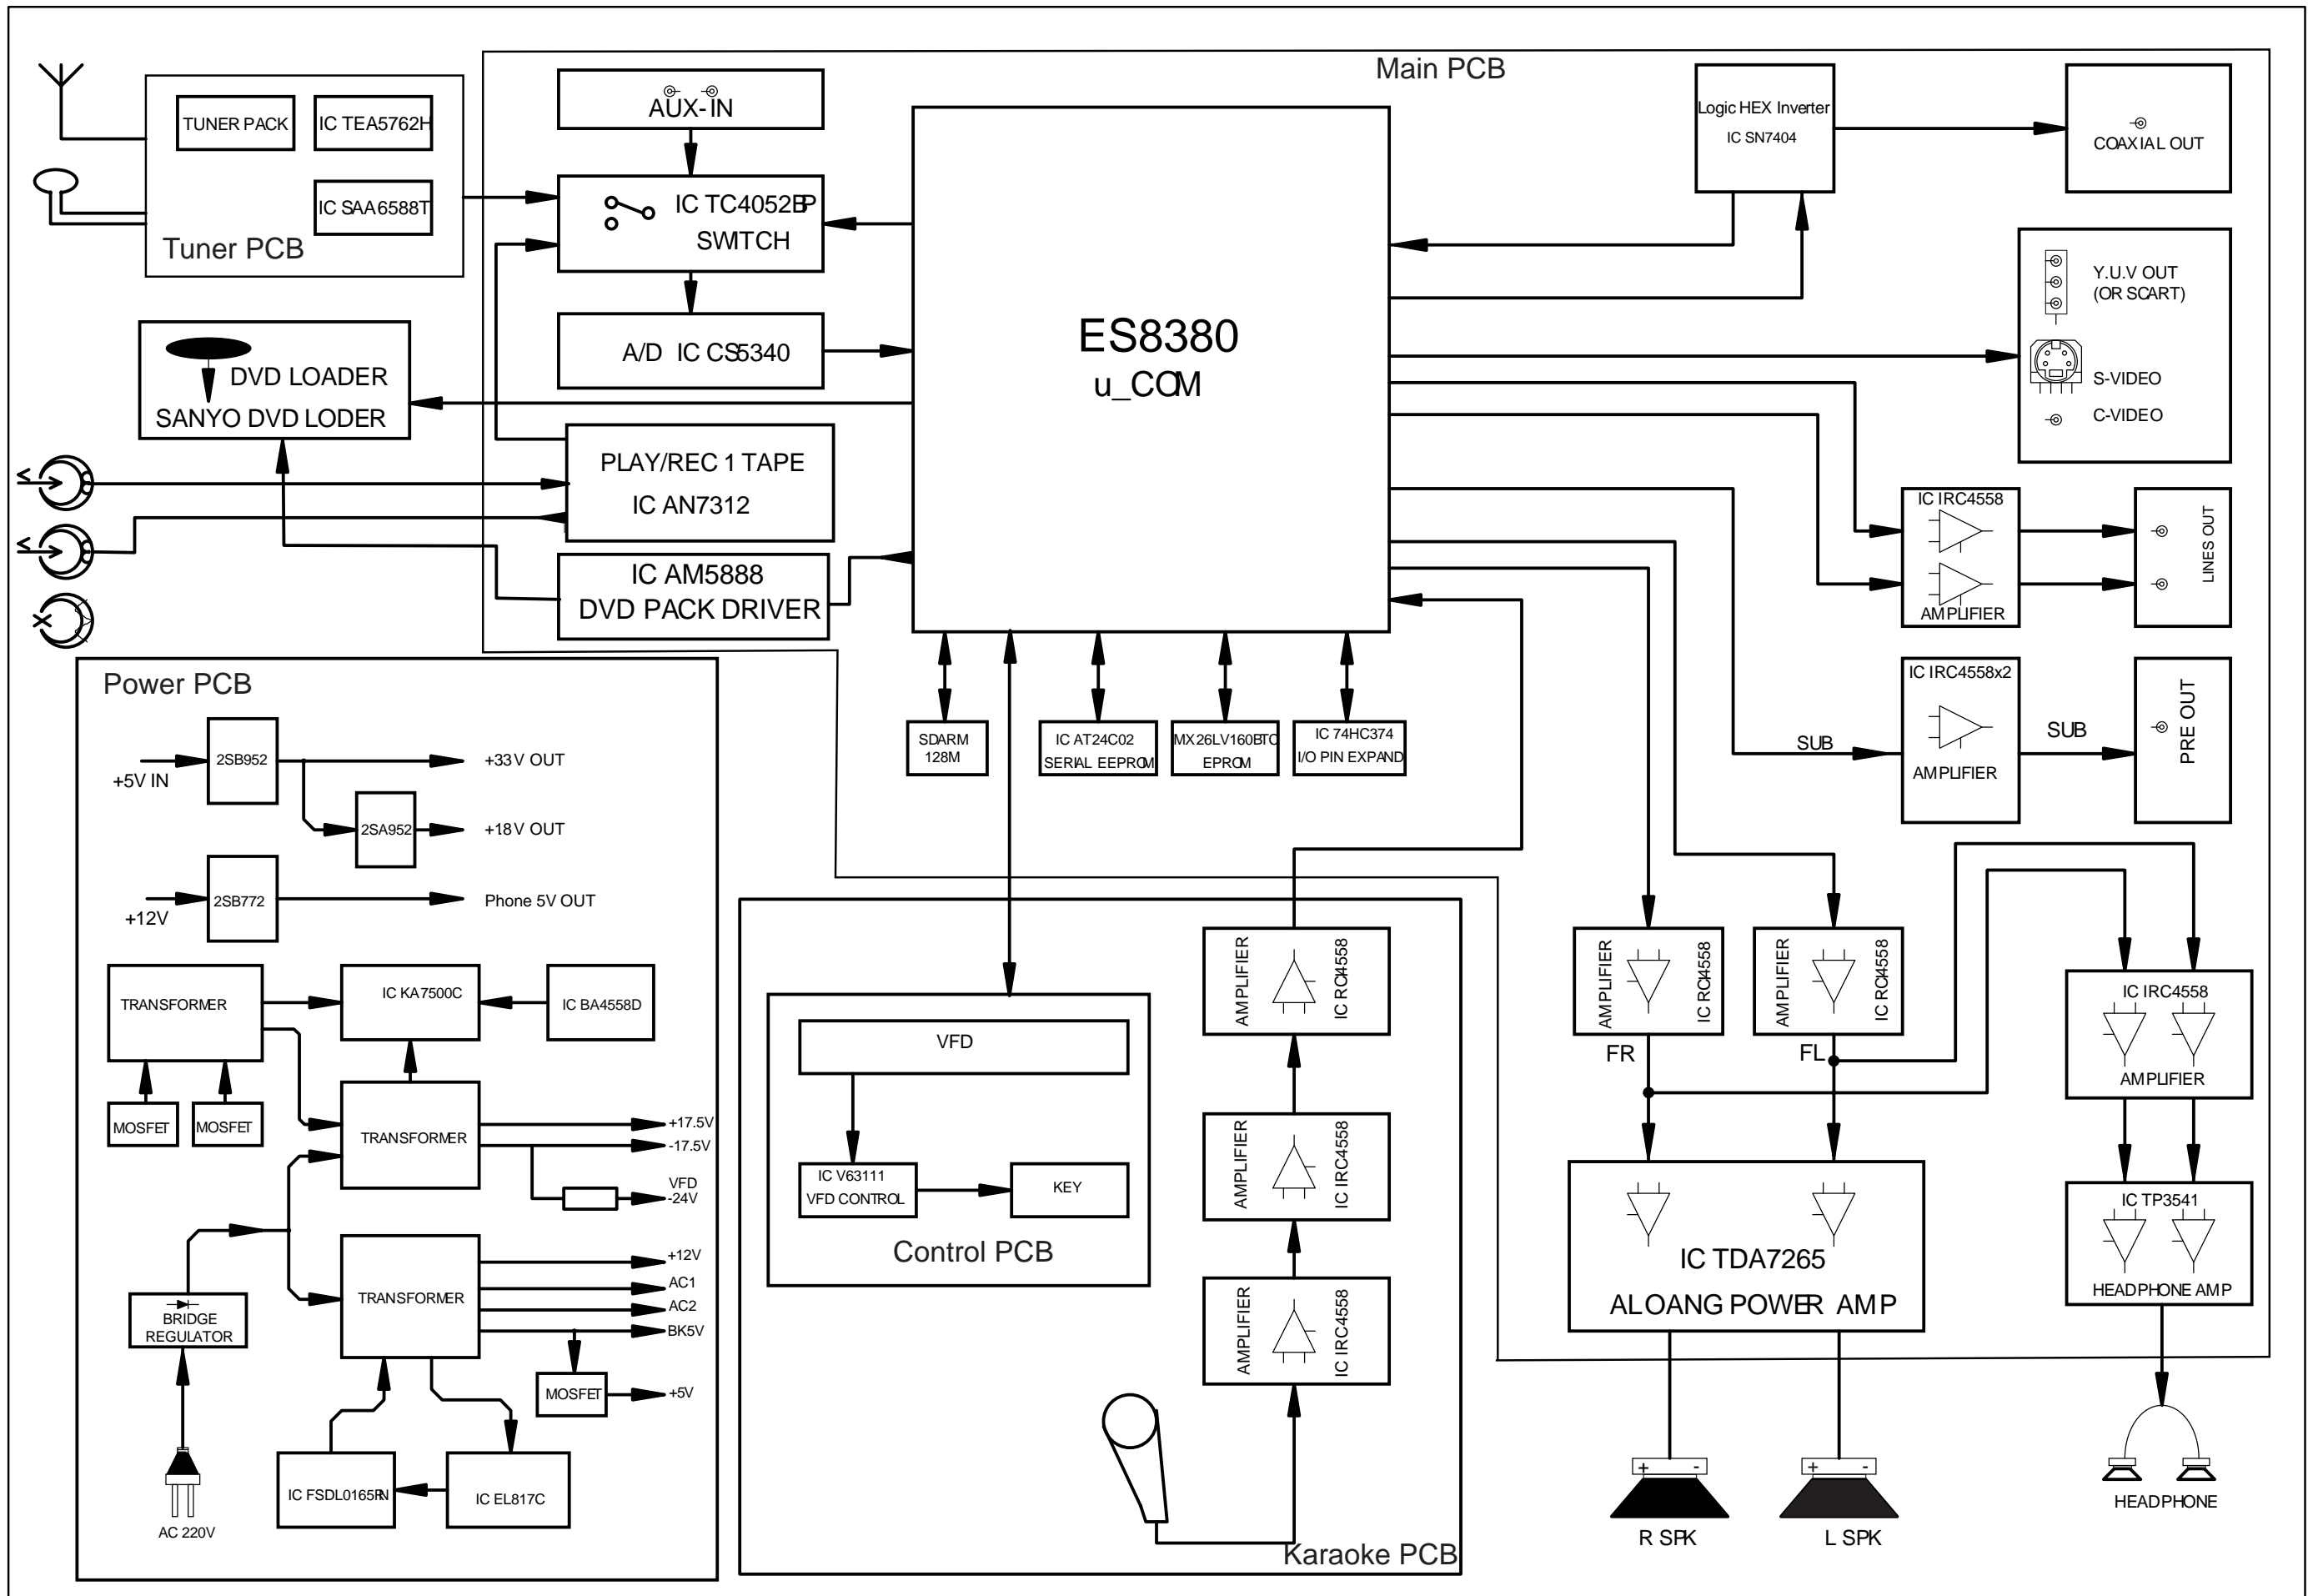 Main PCB
TUNER PACK
IC TEA5762H
IC SAA6588T
Tuner PCB
AUX-IN
IC TC4052BP
SWITCH
A/D IC CS5340
ES8380
u_COM
Logic HEX Inverter
IC SN7404
COAXIAL OUT
Y.U.V OUT
(OR SCART)
S-VIDEO
C-VIDEO
DVD LOADER
SANYO DVD LODER
PLAY/REC 1 TAPE
IC AN7312
IC AM5888
DVD PACK DRIVER
IC IRC4558
AMPLIFIER
LINES OUT
IC IRC4558x2
AMPLIFIER
SUB
SUB
PRE OUT
SDARM
128M
IC AT24C02
SERIAL EEPROM
MX26LV160BTC
EPROM
IC 74HC374
I/O PIN EXPAND
Power PCB
2SB952
+5V IN
+33V OUT
2SA952
+18V OUT
2SB772
+12V
Phone 5V OUT
TRANSFORMER
IC KA7500C
IC BA4558D
MOSFET
MOSFET
TRANSFORMER
+17.5V
-17.5V
VFD
-24V
TRANSFORMER
+12V
AC1
AC2
BK5V
BRIDGE
REGULATOR
MOSFET
+5V
IC FSDL0165RN
IC EL817C
AC 220V
VFD
IC V63111
VFD CONTROL
KEY
Control PCB
AMPLIFIER
IC RC4558
AMPLIFIER
IC IRC4558
AMPLIFIER
IC IRC4558
Karaoke PCB
AMPLIFIER
IC RC4558
AMPLIFIER
IC RC4558
FR
FL
IC IRC4558
AMPLIFIER
IC TDA7265
ALOANG POWER AMP
IC TP3541
HEADPHONE AMP
+ -
+ -
R SPK
L SPK
HEADPHONE